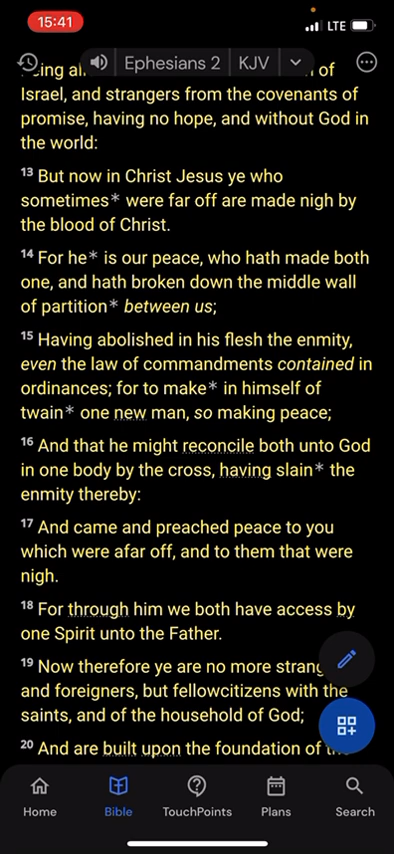 15:41
LTE
Ephesians 2 KJV
of
Israel, and strangers from the covenants of
promise, having no hope, and without God in
the world:
13 But now in Christ Jesus ye who
sometimes* were far off are made nigh by
the blood of Christ.
14 For he* is our peace, who hath made both
one, and hath broken down the middle wall
of partition* between us;
15 Having abolished in his flesh the enmity,
even the law of commandments contained in
ordinances; for to make* in himself of
twain* one new man, so making peace;
16 And that he might reconcile both unto God
in one body by the cross, having slain* the
enmity thereby:
17 And came and preached peace to you
which were afar off, and to them that were
nigh.
18 For through him we both have access by
one Spirit unto the Father.
19 Now therefore ye are no more
and foreigners, but fellowcitizens with the
saints, and of the household of God;
20 And are built upon the foundation of
Home Bible TouchPoints Plans Search